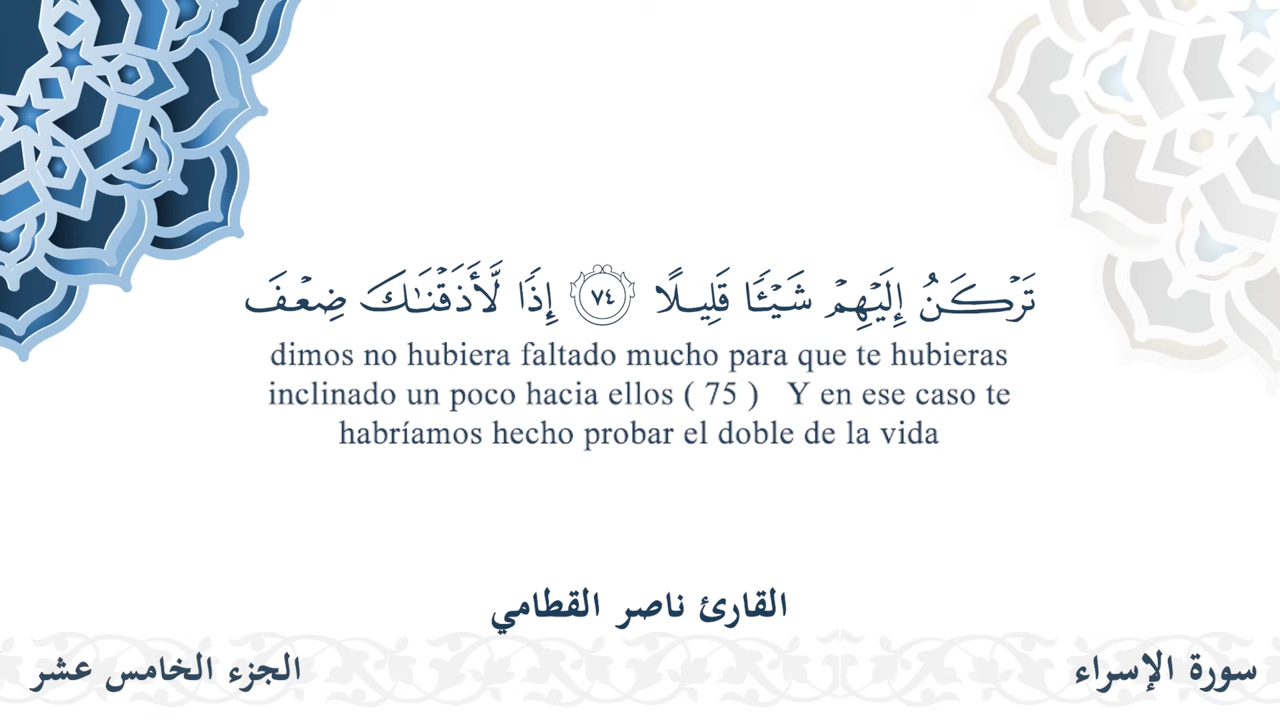 تَرْكَنُ إِلَيْهِمْ شَيْـًٔا قَلِيلًا ٧٤ إِذًا لَّأَذَقْنَـٰكَ ضِعْفَ
dimos no hubiera faltado mucho para que te hubieras
inclinado un poco hacia ellos ( 75 ) Y en ese caso te
habríamos hecho probar el doble de la vida
القارئ ناصر القطامي
سورة الإسراء
الجزء الخامس عشر